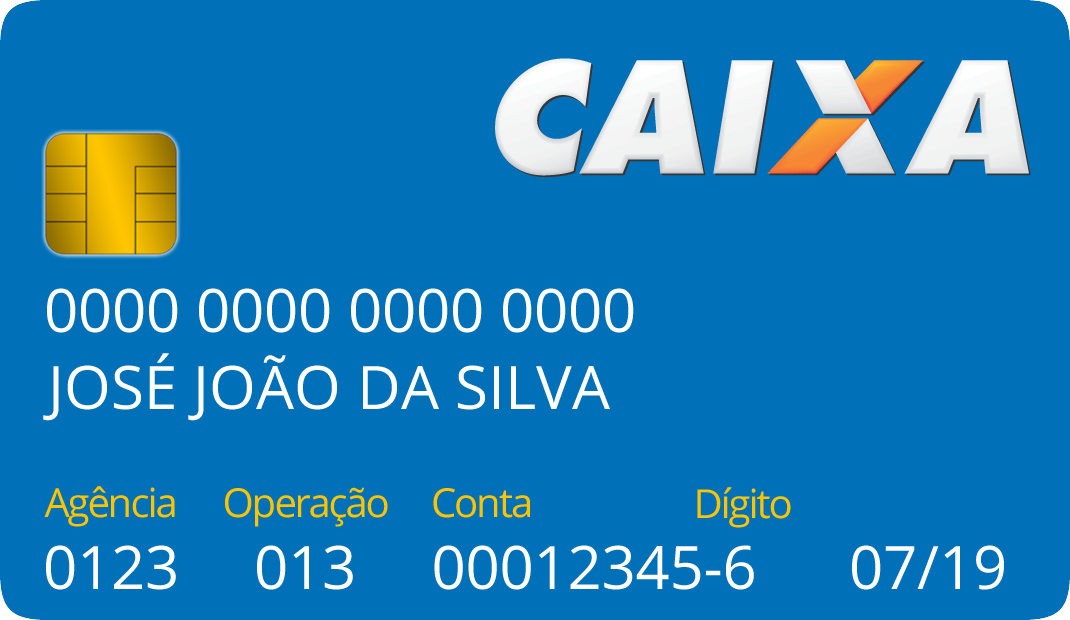 CAIXA
0000 0000 0000 0000
JOSÉ JOÃO DA SILVA
Agência Operação Conta Dígito
0123 013 00012345-6 07/19